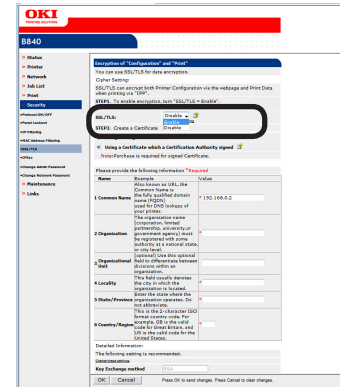 OKI
PRINTING SOLUTIONS
B840
Status
Printer
Network
Job List
Print
Security
Protocol ON/OFF
Panel Lockout
IP Filtering
MAC Address Filtering
SSL/TLS
IPSec
Change Admin Password
Change Network Password
Maintenance
Links
Encryption of "Configuration" and "Print"
You can use SSL/TLS for data encryption.
Cipher Setting:
SSL/TLS can encrypt both Printer Configuration via the webpage and Print Data
when printing via "IPP".
STEP1. To enable encryption, turn "SSL/TLS = Enable".
SSL/TLS: Disable
Enable
Disable
STEP2. Create a Certificate
Using a Certificate which a Certification Authority signed
Note:Purchase is required for signed Certificate.
Please provide the following information *Required
Name Example Value
1 Common Name
Also known as URL, the
Common Name is
the fully qualified domain
name (FQDN)
used for DNS lookups of
your printer.
* 192.168.0.2
2 Organization
The organization name
(corporation, limited
partnership, university,or
government agency) must
be registered with some
authority at a national state,
or city level.
*
3 Organizational
Unit
(optional) Use this optional
field to differentiate between
divisions within an
organization.
4 Locality
This field usually denotes
the city in which the
organization is located.
*
5 State/Province
Enter the state where the
organization operates. Do
not abbreviate.
*
6 Country/Region
This is the 2-character ISO
format country code. For
example, GB is the valid
code for Great Britain, and
US is the valid code for the
United States.
*
Detailed Information:
The following setting is recommended.
Change these settings.
Key Exchange method RSA
OK Cancel Press OK to send changes. Press Cancel to clear changes.